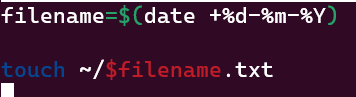 filename=$(date +%d-%m-%Y)
touch ~/$filename.txt